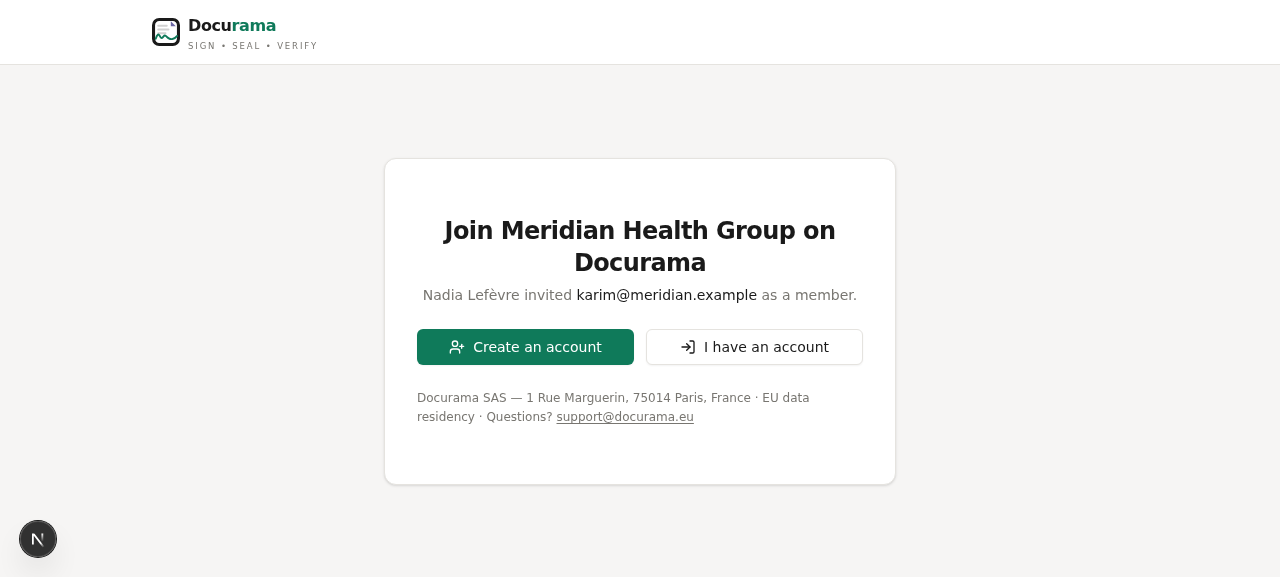 Docurama
SIGN • SEAL • VERIFY
Join Meridian Health Group on
Docurama
Nadia Lefèvre invited karim@meridian.example as a member.
Create an account
I have an account
Docurama SAS — 1 Rue Marguerin, 75014 Paris, France · EU data
residency · Questions? support@docurama.eu
N